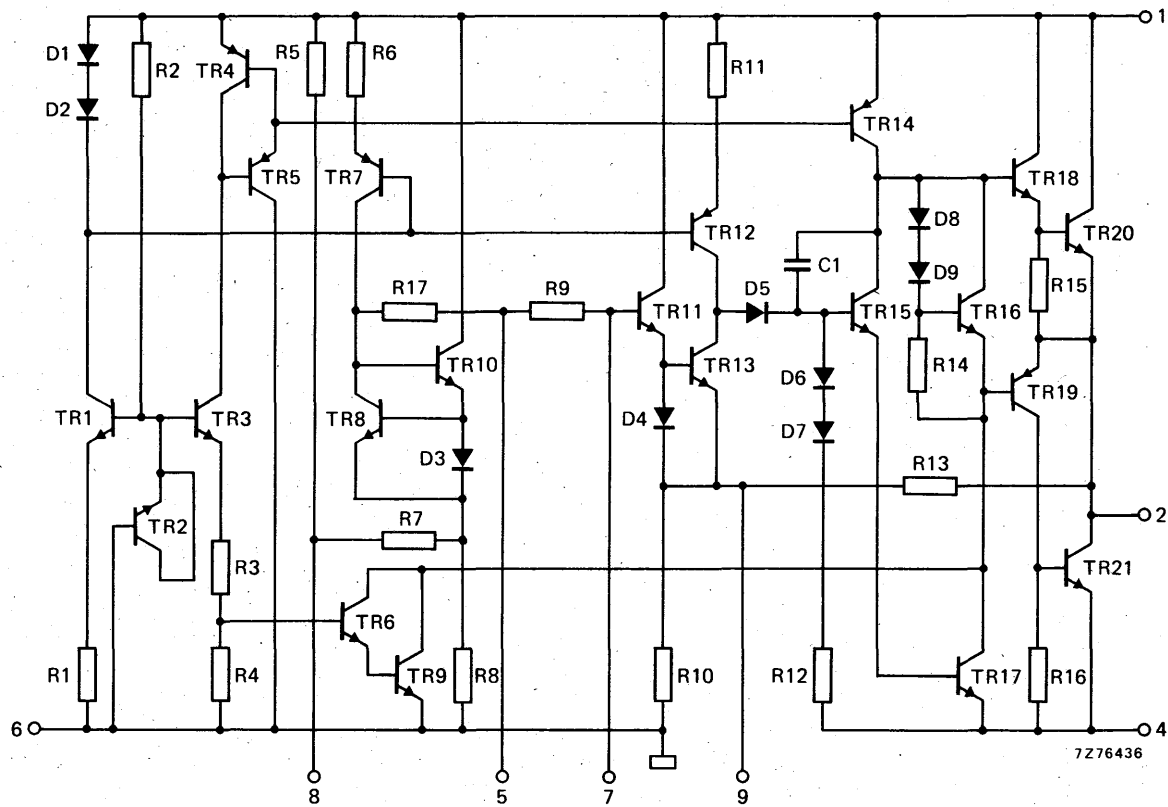 1
D1
R2
TR4
R5
R6
R11
D2
TR14
TR5
TR7
TR18
D8
TR12
TR20
C1
D9
R17
R9
D5
R15
TR11
TR15
TR16
TR10
TR13
R14
D6
TR19
TR1
TR3
TR8
D4
D7
D3
R13
R7
2
TR2
R3
TR21
TR6
R1
R4
TR9
R8
R10
R12
TR17
R16
6
4
7Z76436
8
5
7
9